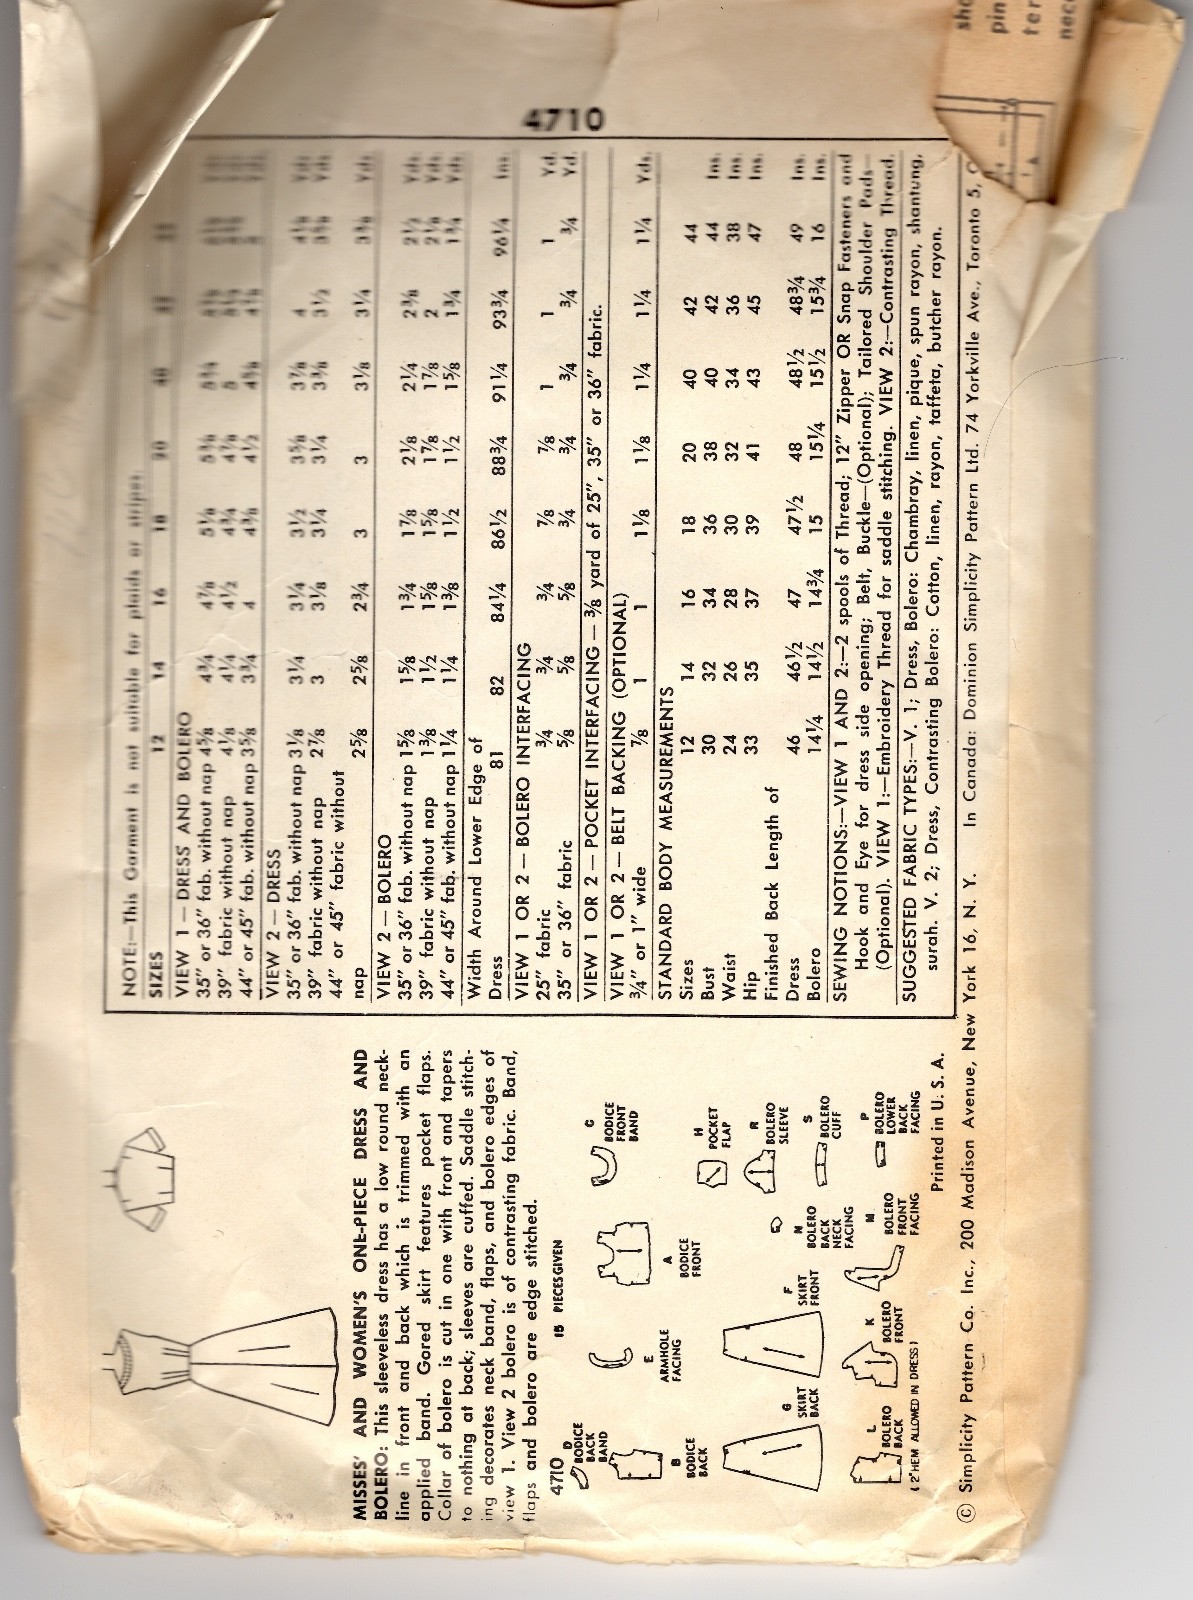 MISSES' AND WOMEN'S ONE-PIECE DRESS AND
BOLERO: This sleeveless dress has a low round neck-
line in front and back which is trimmed with an
applied band. Gored skirt features pocket flaps.
Collar of bolero is cut in one with front and tapers
to nothing at back; sleeves are cuffed. Saddle stitch-
ing decorates neck band, flaps, and bolero edges of
view 1. View 2 bolero is of contrasting fabric. Band,
flaps and bolero are edge stitched.
4710 15 PIECES GIVEN
D BODICE BACK BAND
B BODICE BACK
E ARMHOLE FACING
A BODICE FRONT
C BODICE FRONT BAND
G SKIRT BACK
F SKIRT FRONT
H POCKET FLAP
R BOLERO SLEEVE
N BOLERO BACK NECK FACING
S BOLERO CUFF
L BOLERO BACK
K BOLERO FRONT
M BOLERO FRONT FACING
P BOLERO LOWER BACK FACING
(2" HEM ALLOWED IN DRESS)
Printed in U. S. A.
NOTE:—This Garment is not suitable for plaids or stripes.
SIZES 12 14 16 18 20 40
VIEW 1 — DRESS AND BOLERO
35" or 36" fab. without nap 4⅝ 4¾ 4⅞ 5⅛ 5⅜
39" fabric without nap 4⅛ 4¼ 4½ 4¾ 4⅞ 5
44" or 45" fab. without nap 3⅝ 3¾ 4 4⅜ 4½ 4⅝
VIEW 2 — DRESS
35" or 36" fab. without nap 3⅛ 3¼ 3¼ 3½ 3⅝ 3⅞ 4 4⅛ Yds.
39" fabric without nap 2⅞ 3 3⅛ 3¼ 3¼ 3⅜ 3½ 3⅝ Yds.
44" or 45" fabric without
nap 2⅝ 2⅝ 2¾ 3 3 3⅛ 3¼ 3⅜ Yds.
VIEW 2 — BOLERO
35" or 36" fab. without nap 1⅝ 1⅝ 1¾ 1⅞ 2⅛ 2¼ 2⅜ 2½ Yds.
39" fabric without nap 1⅜ 1½ 1⅝ 1⅝ 1⅞ 1⅞ 2 2⅛ Yds.
44" or 45" fab. without nap 1¼ 1¼ 1⅜ 1½ 1½ 1⅝ 1¾ 1¾ Yds.
Width Around Lower Edge of
Dress 81 82 84¼ 86½ 88¾ 91¼ 93¾ 96¼ Ins.
VIEW 1 OR 2 — BOLERO INTERFACING
25" fabric ¾ ¾ ¾ ⅞ ⅞ 1 1 1 Yd.
35" or 36" fabric ⅝ ⅝ ⅝ ¾ ¾ ¾ ¾ ¾ Yd.
VIEW 1 OR 2 — POCKET INTERFACING — ⅜ yard of 25", 35" or 36" fabric.
VIEW 1 OR 2 — BELT BACKING (OPTIONAL)
¾" or 1" wide ⅞ 1 1 1⅛ 1⅛ 1¼ 1¼ 1¼ Yds.
STANDARD BODY MEASUREMENTS
Sizes 12 14 16 18 20 40 42 44
Bust 30 32 34 36 38 40 42 44 Ins.
Waist 24 26 28 30 32 34 36 38 Ins.
Hip 33 35 37 39 41 43 45 47 Ins.
Finished Back Length of
Dress 46 46½ 47 47½ 48 48½ 48¾ 49 Ins.
Bolero 14¼ 14½ 14¾ 15 15¼ 15½ 15¾ 16 Ins.
SEWING NOTIONS:—VIEW 1 AND 2:—2 spools of Thread; 12" Zipper OR Snap Fasteners and
Hook and Eye for dress side opening; Belt, Buckle—(Optional); Tailored Shoulder Pads—
(Optional). VIEW 1:—Embroidery Thread for saddle stitching. VIEW 2:—Contrasting Thread.
SUGGESTED FABRIC TYPES:—V. 1; Dress, Bolero: Chambray, linen, pique, spun rayon, shantung,
surah. V. 2; Dress, Contrasting Bolero: Cotton, linen, rayon, taffeta, butcher rayon.
4710
© Simplicity Pattern Co. Inc., 200 Madison Avenue, New York 16, N. Y. In Canada: Dominion Simplicity Pattern Ltd. 74 Yorkville Ave., Toronto 5,